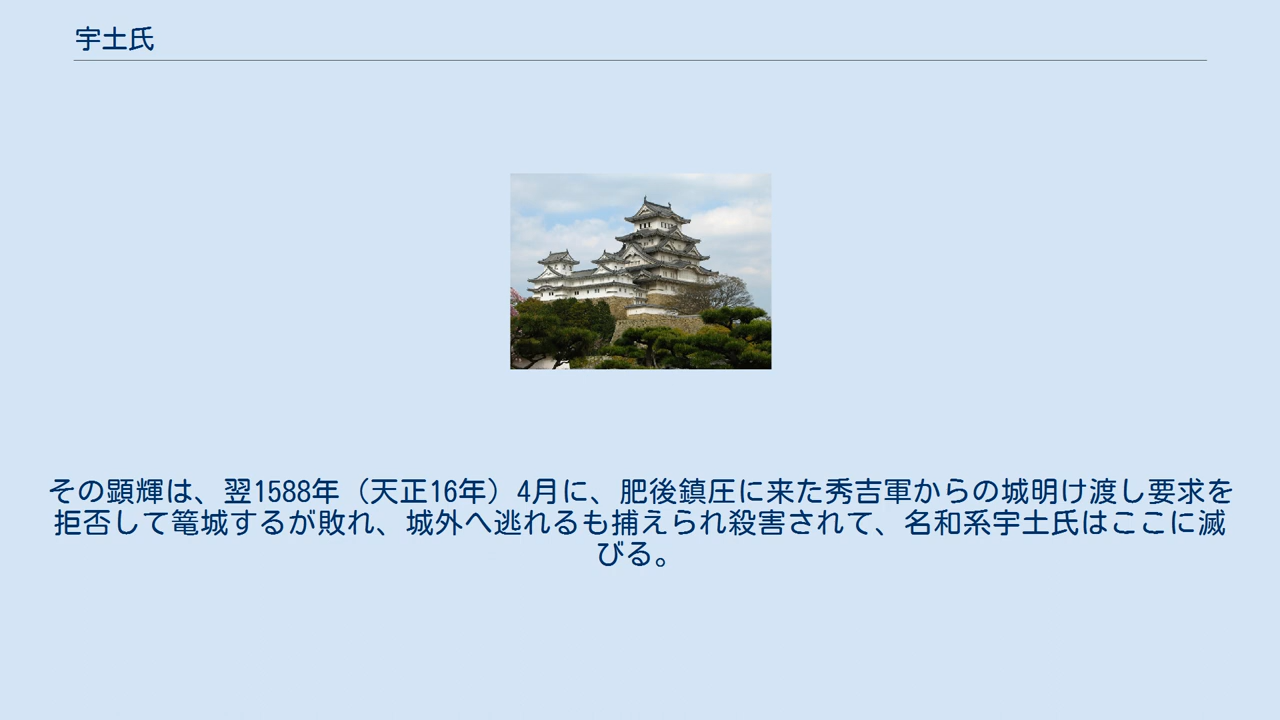 宇土氏
その顕輝は、翌1588年（天正16年）4月に、肥後鎮圧に来た秀吉軍からの城明け渡し要求を
拒否して篭城するが敗れ、城外へ逃れるも捕えられ殺害されて、名和系宇土氏はここに滅
びる。